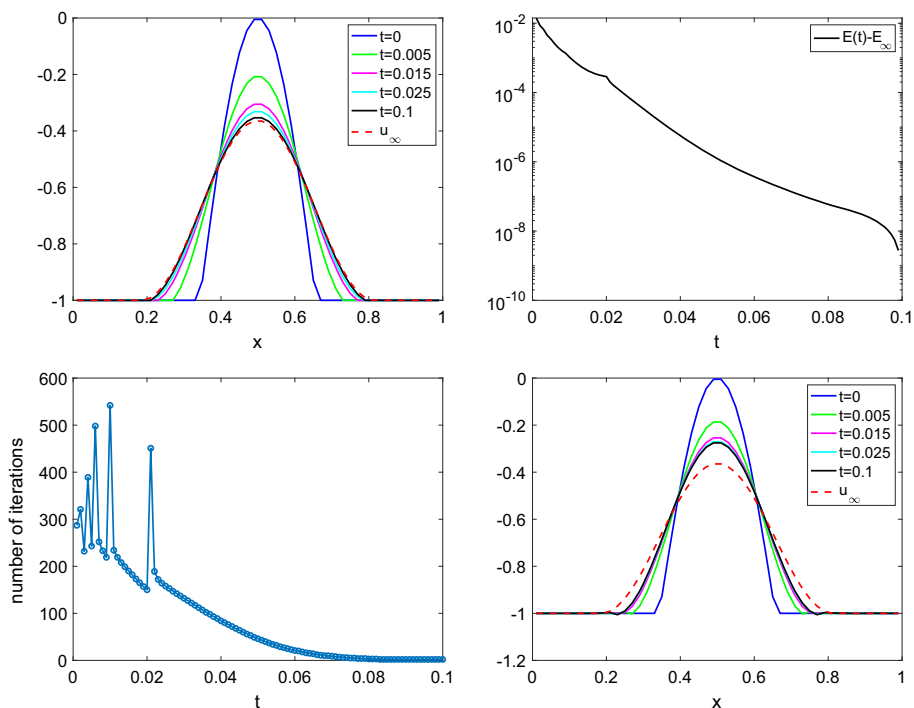 0
-0.2
-0.4
-0.6
-0.8
-1
0 0.2 0.4 0.6 0.8 1
x
t=0
t=0.005
t=0.015
t=0.025
t=0.1
u∞
10-2
10-4
10-6
10-8
10-10
0 0.02 0.04 0.06 0.08 0.1
t
E(t)-E∞
number of iterations
600
500
400
300
200
100
0
0 0.02 0.04 0.06 0.08 0.1
t
0
-0.2
-0.4
-0.6
-0.8
-1
-1.2
0 0.2 0.4 0.6 0.8 1
x
t=0
t=0.005
t=0.015
t=0.025
t=0.1
u∞